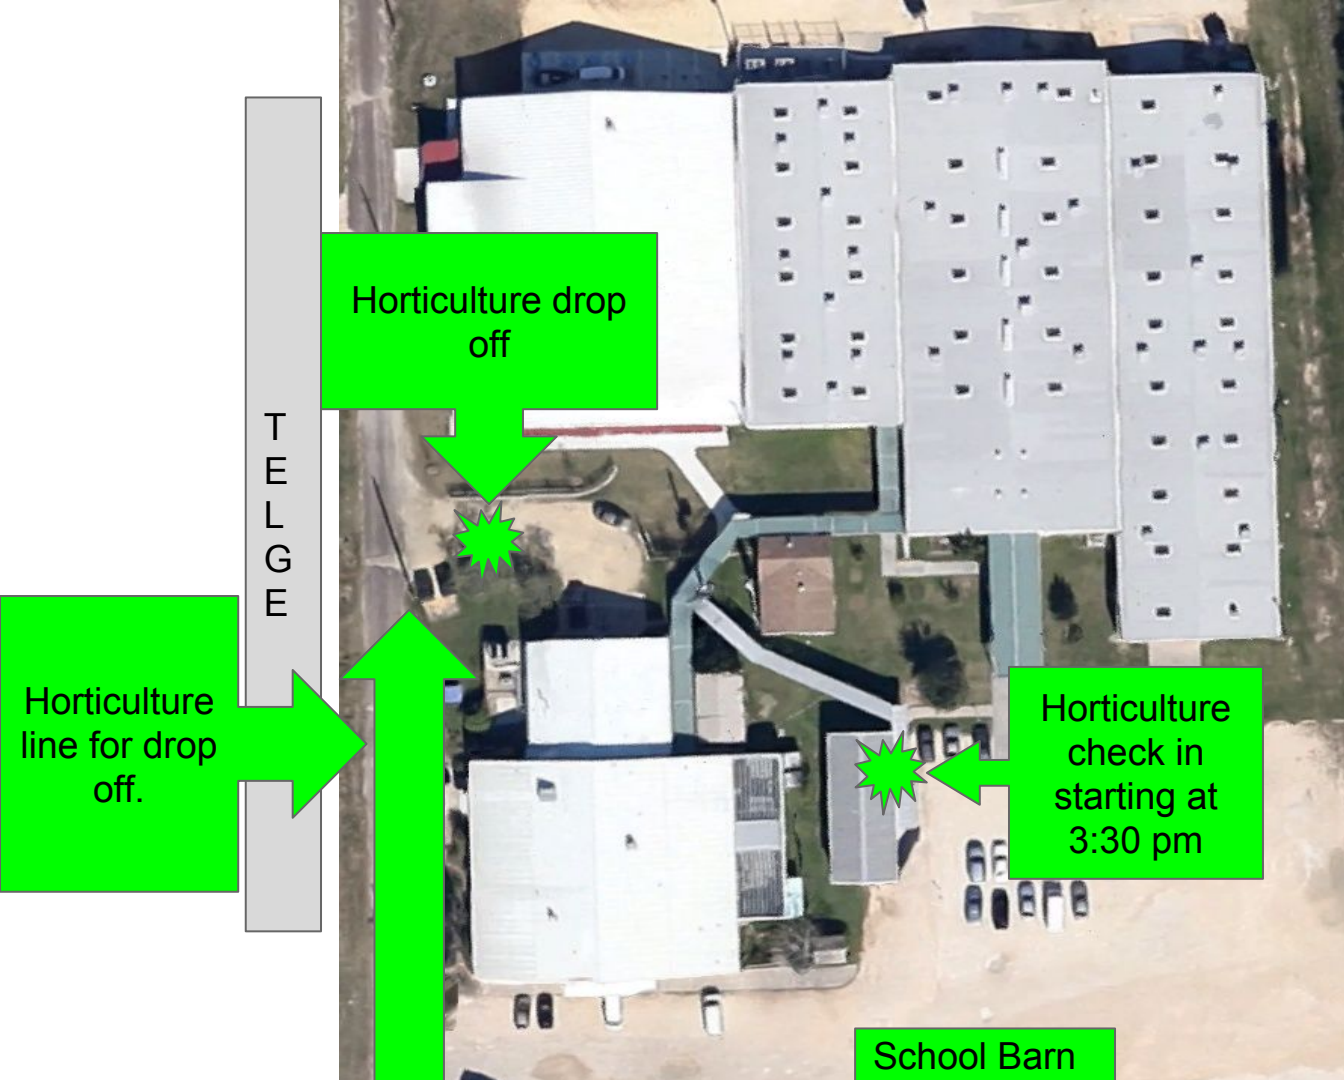 Horticulture drop
off
T
E
L
G
E
Horticulture
line for drop
off.
Horticulture
check in
starting at
3:30 pm
School Barn